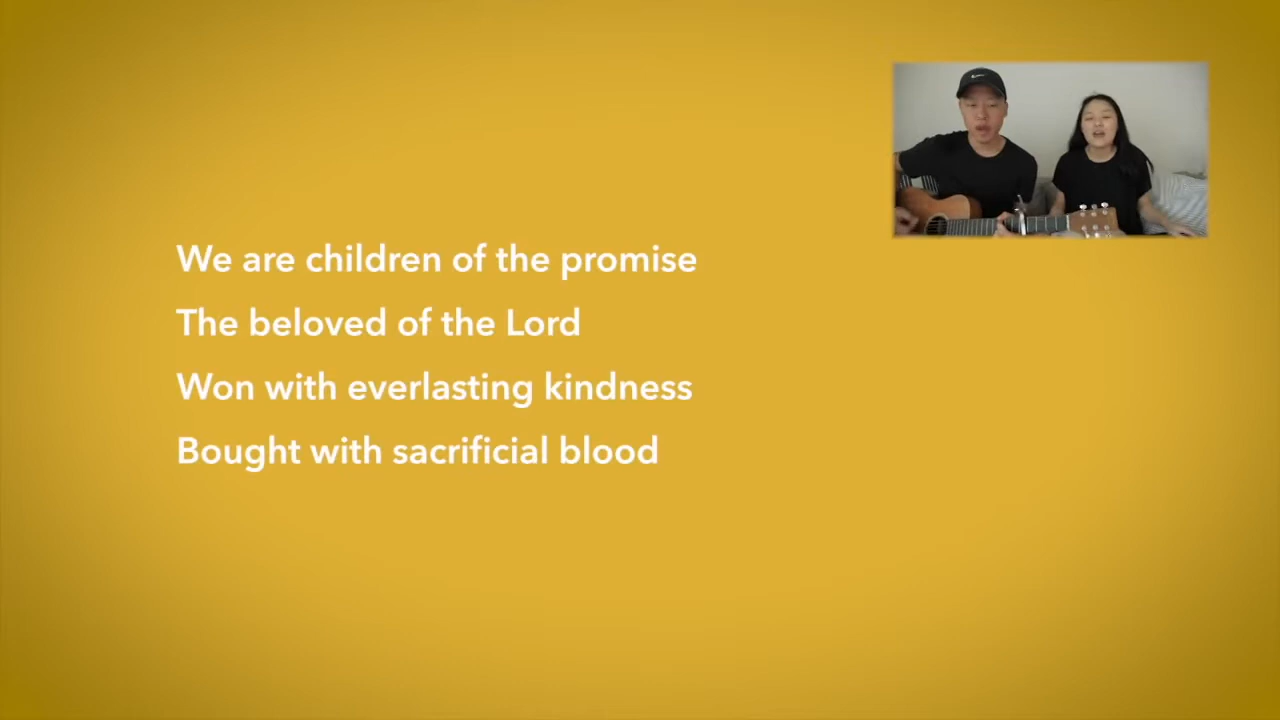 We are children of the promise
The beloved of the Lord
Won with everlasting kindness
Bought with sacrificial blood